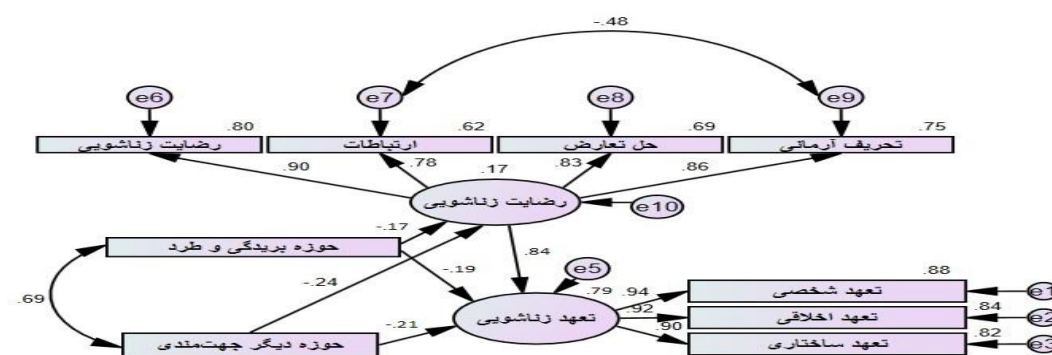 -.48
e6
e7
e8
e9
.80
.62
.69
.75
رضایت زناشویی
ارتباطات
حل تعارض
تحریف آرمانی
.90
.78
.17
.83
.86
رضایت زناشویی
e10
-.17
حوزه بریدگی و طرد
.84
-.24
-.19
e5
.69
.88
.79
.94
تعهد شخصی
e1
تعهد زناشویی
.92
تعهد اخلاقی
.84
e2
-.21
.90
.82
حوزه دیگر جهت‌مندی
تعهد ساختاری
e3